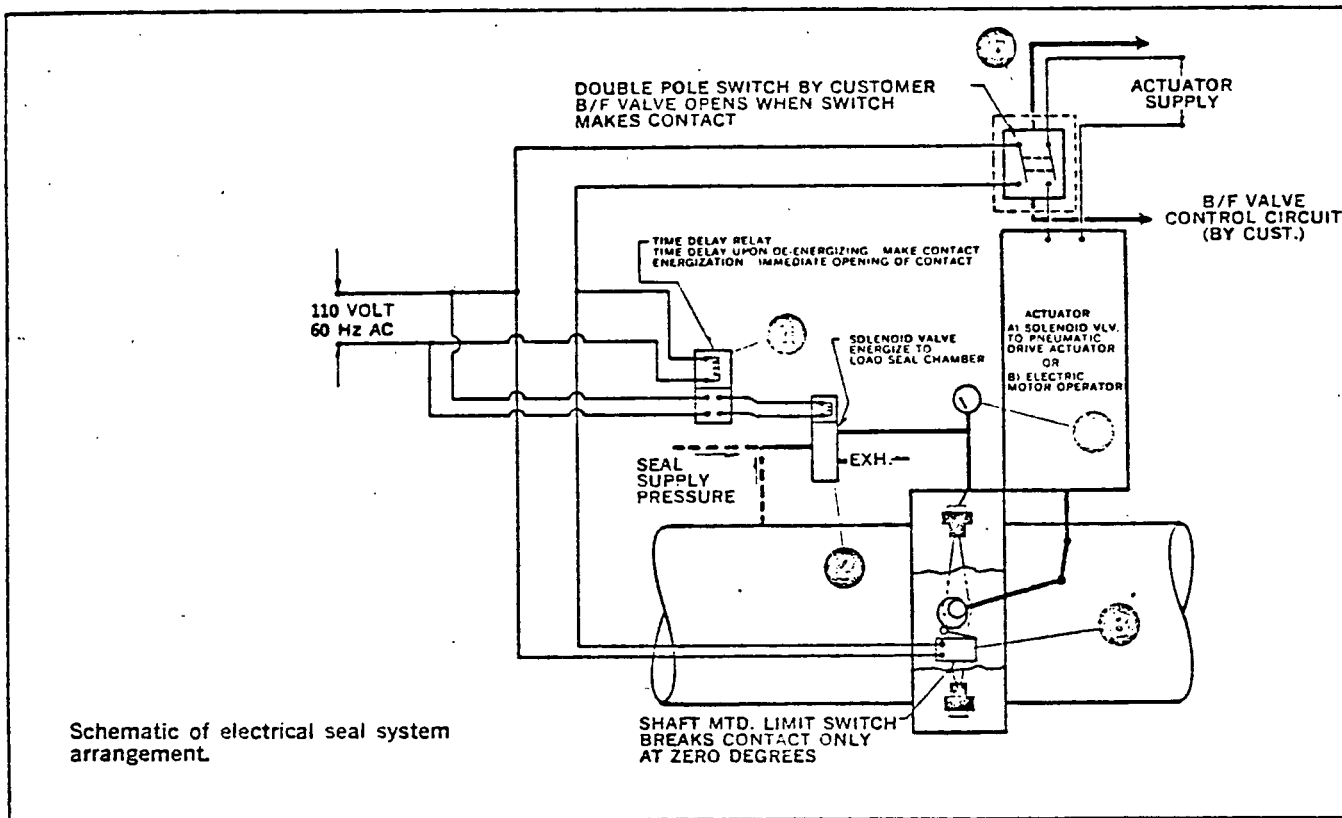 DOUBLE POLE SWITCH BY CUSTOMER
B/F VALVE OPENS WHEN SWITCH
MAKES CONTACT
ACTUATOR
SUPPLY
B/F VALVE
CONTROL CIRCUIT
(BY CUST.)
TIME DELAY RELAT
TIME DELAY UPON DE-ENERGIZING MAKE CONTACT
ENERGIZATION IMMEDIATE OPENING OF CONTACT
110 VOLT
60 Hz AC
SOLENOID VALVE
ENERGIZE TO
LOAD SEAL CHAMBER
ACTUATOR
A) SOLENOID VLV.
TO PNEUMATIC
DRIVE ACTUATOR
OR
B) ELECTRIC
MOTOR OPERATOR
SEAL
SUPPLY
PRESSURE
EXH.
SHAFT MTD. LIMIT SWITCH
BREAKS CONTACT ONLY
AT ZERO DEGREES
Schematic of electrical seal system
arrangement.